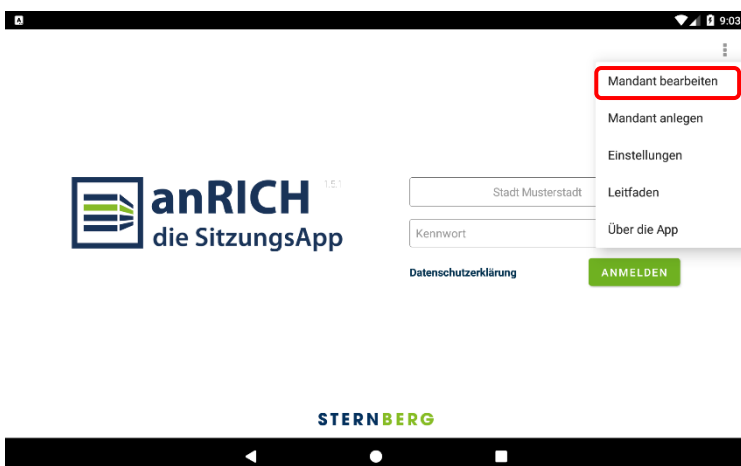 9:03
Mandant bearbeiten
Mandant anlegen
Einstellungen
Leitfaden
Über die App
anRICH
1.5.1
die SitzungsApp
Stadt Musterstadt
Kennwort
Datenschutzerklärung
ANMELDEN
STERNBERG